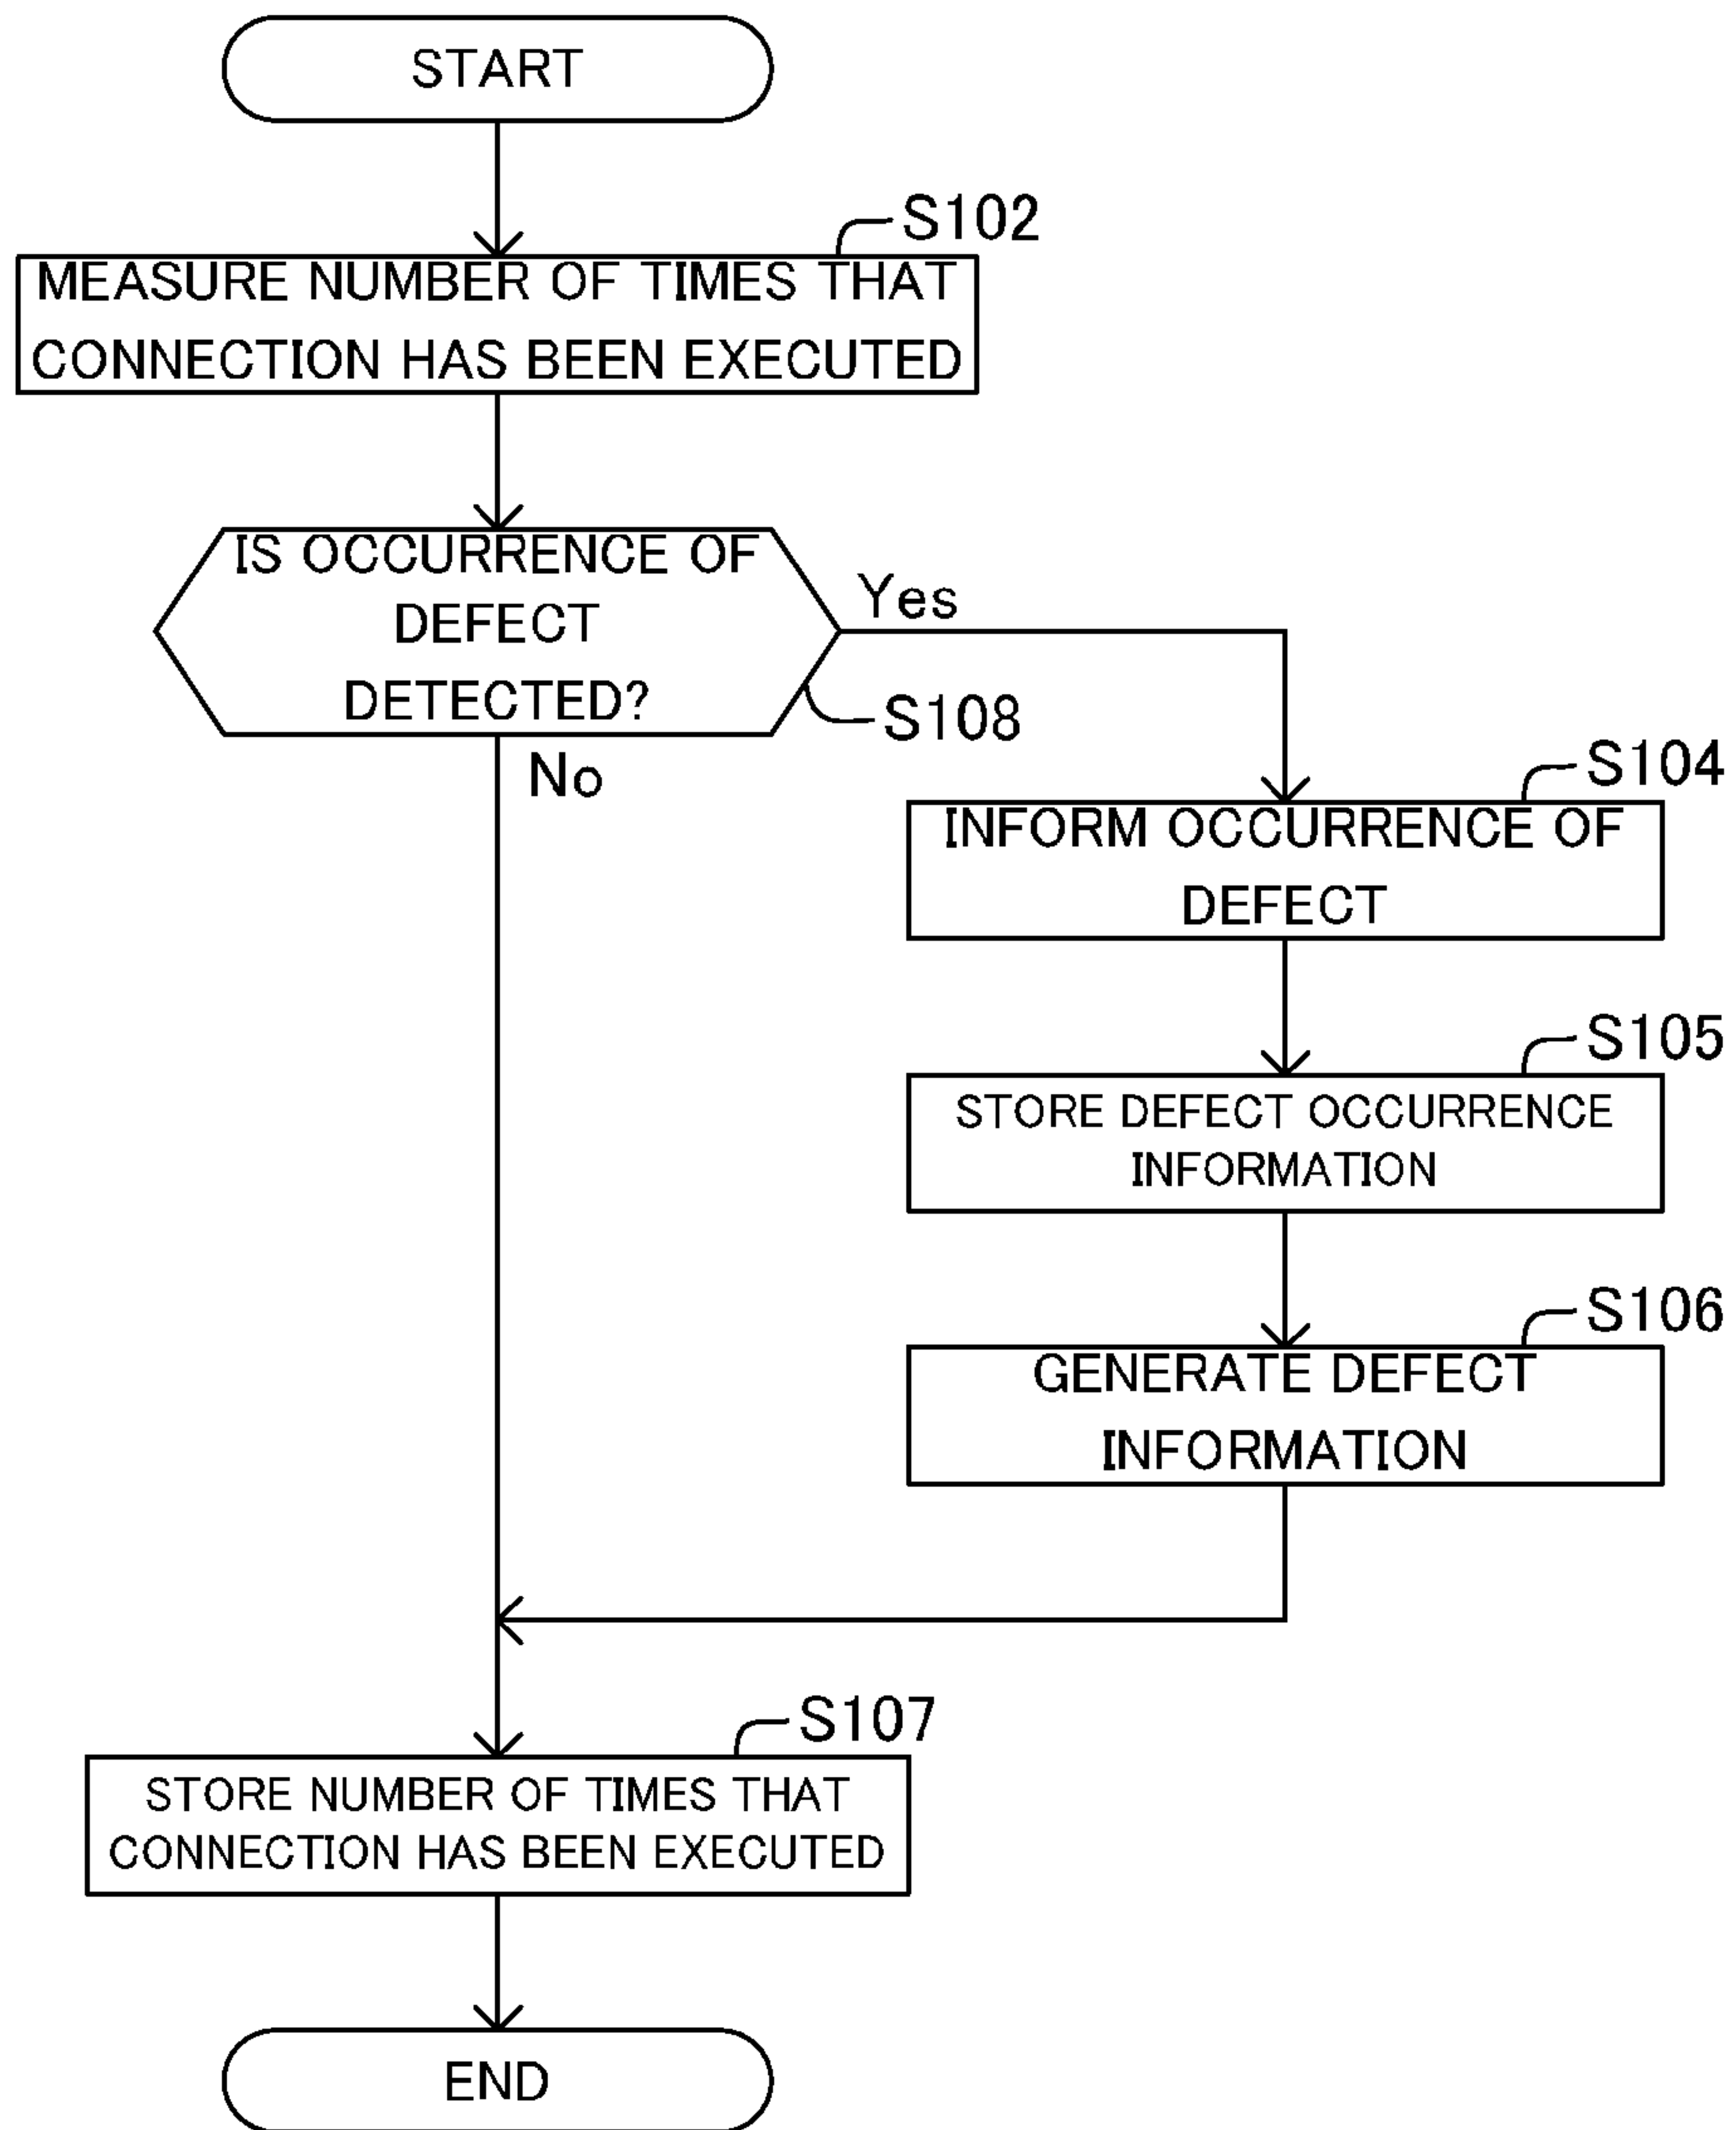 START
S102
MEASURE NUMBER OF TIMES THAT
CONNECTION HAS BEEN EXECUTED
IS OCCURRENCE OF
DEFECT
DETECTED?
Yes
S108
No
S104
INFORM OCCURRENCE OF
DEFECT
S105
STORE DEFECT OCCURRENCE
INFORMATION
S106
GENERATE DEFECT
INFORMATION
S107
STORE NUMBER OF TIMES THAT
CONNECTION HAS BEEN EXECUTED
END